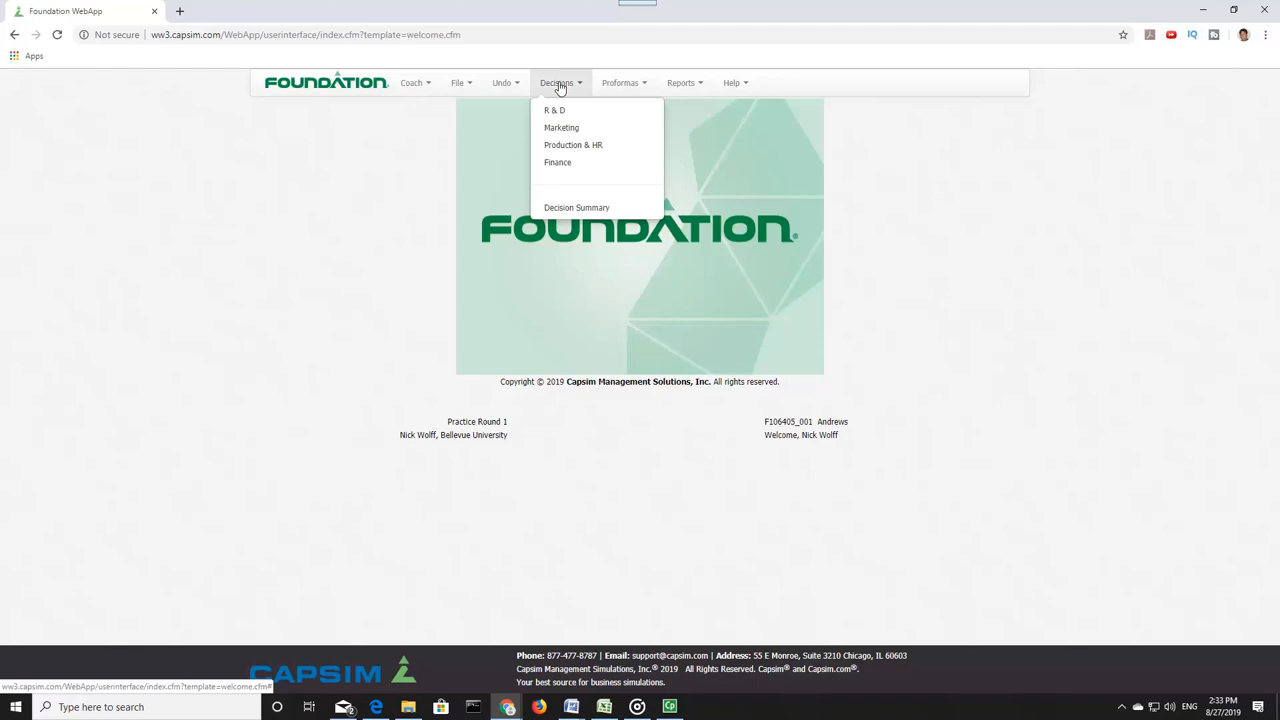 Foundation WebApp
Not secure | ww3.capsim.com/WebApp/userinterface/index.cfm?template=welcome.cfm
IQ
Apps
FOUNDATION® Coach File Undo Decisions Proformas Reports Help
R & D
Marketing
Production & HR
Finance
Decision Summary
FOUNDATION®
Copyright © 2019 Capsim Management Solutions, Inc. All rights reserved.
Practice Round 1 F106405_001 Andrews
Nick Wolff, Bellevue University Welcome, Nick Wolff
CAPSIM
Phone: 877-477-8787 | Email: support@capsim.com | Address: 55 E Monroe, Suite 3210 Chicago, IL 60603
Capsim Management Simulations, Inc.® 2019 All Rights Reserved. Capsim® and Capsim.com®.
Your best source for business simulations.
ww3.capsim.com/WebApp/userinterface/index.cfm?template=welcome.cfm#
Type here to search
ENG
2:33 PM
8/27/2019